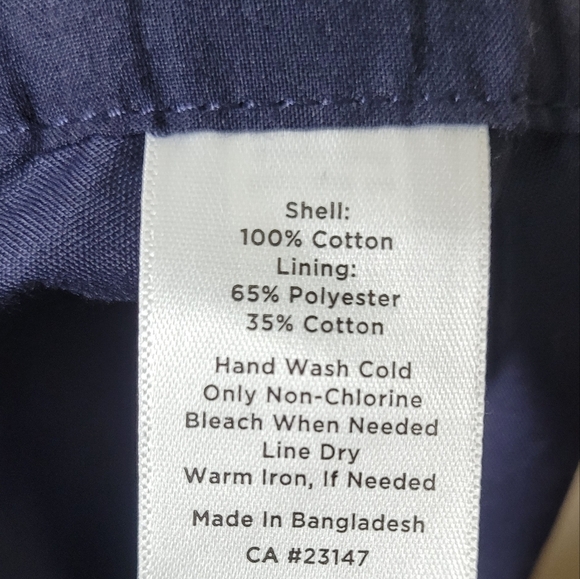 Shell:
100% Cotton
Lining:
65% Polyester
35% Cotton
Hand Wash Cold
Only Non-Chlorine
Bleach When Needed
Line Dry
Warm Iron, If Needed
Made In Bangladesh
CA #23147